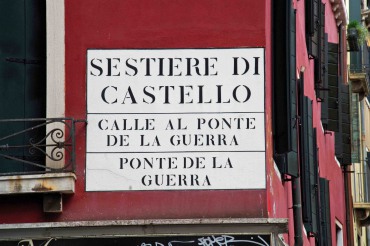 SESTIERE DI
CASTELLO
CALLE AL PONTE
DE LA GUERRA
PONTE DE LA
GUERRA